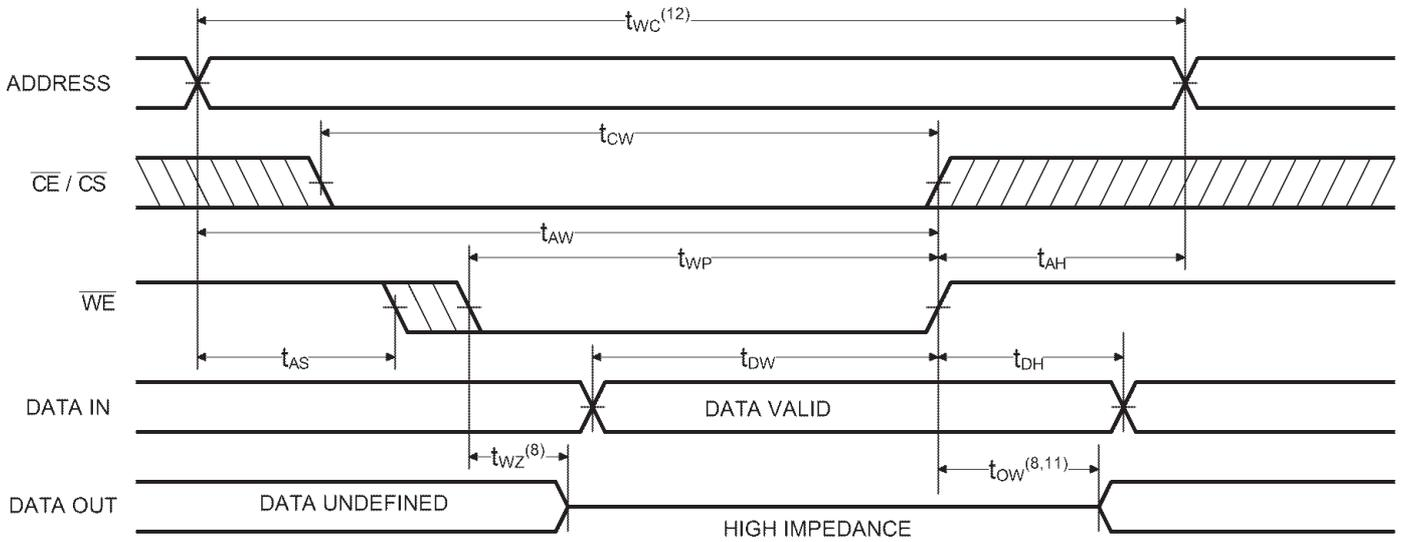 tWC(12)
ADDRESS
tCW
CE / CS
tAW
tWP
tAH
WE
tAS
tDW
tDH
DATA IN
DATA VALID
tWZ(8)
tOW(8,11)
DATA OUT
DATA UNDEFINED
HIGH IMPEDANCE